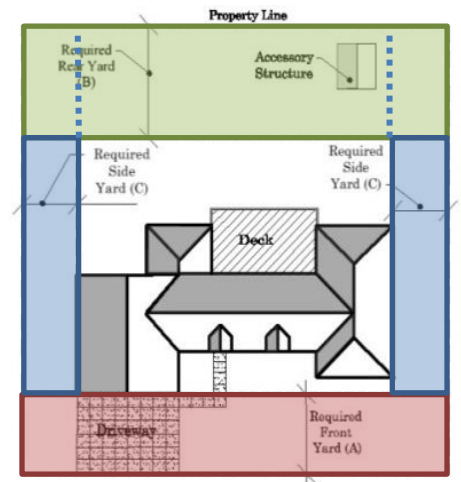 Property Line
Required
Rear Yard
(B)
Accessory
Structure
Required
Side
Yard (C)
Required
Side
Yard (C)
Deck
Driveway
Required
Front
Yard (A)